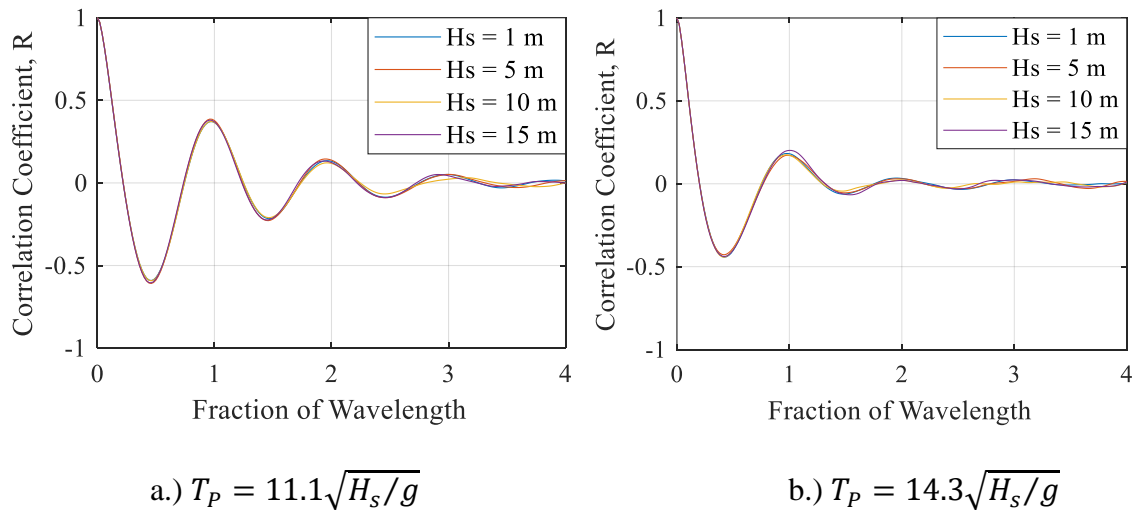 Correlation Coefficient, R
1
0.5
0
-0.5
-1
0 1 2 3 4
Fraction of Wavelength
Hs = 1 m
Hs = 5 m
Hs = 10 m
Hs = 15 m
a.) T_P = 11.1√(H_s/g)
Correlation Coefficient, R
1
0.5
0
-0.5
-1
0 1 2 3 4
Fraction of Wavelength
Hs = 1 m
Hs = 5 m
Hs = 10 m
Hs = 15 m
b.) T_P = 14.3√(H_s/g)